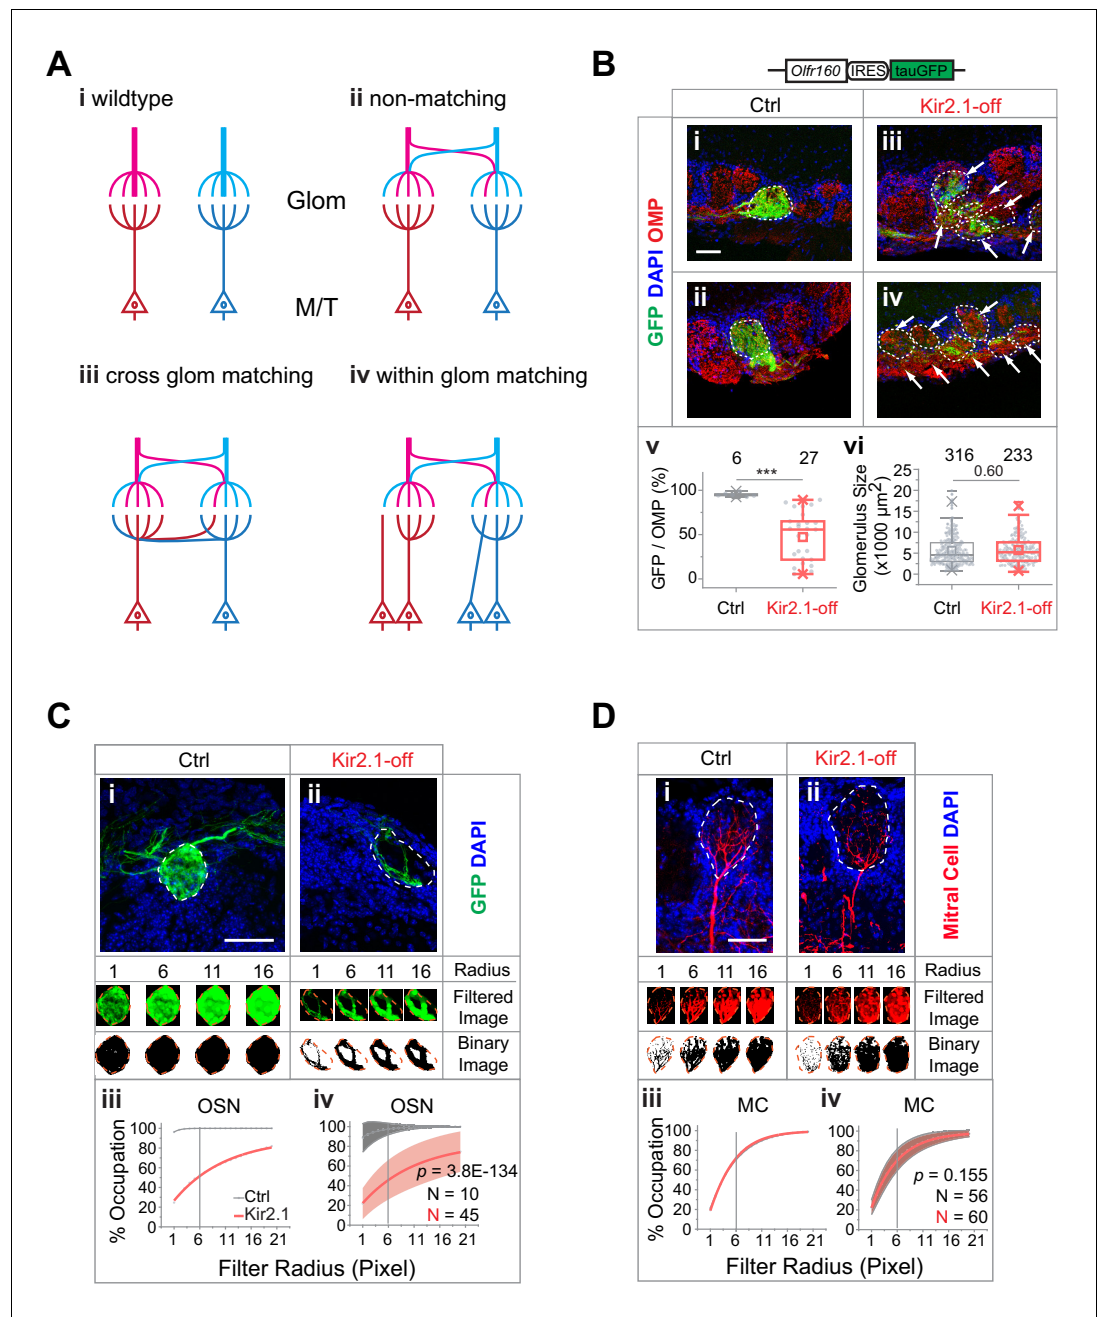 A
i wildtype
ii non-matching
Glom
M/T
iii cross glom matching
iv within glom matching
B
Olfr160 IRES tauGFP
Ctrl
Kir2.1-off
GFP DAPI OMP
i
iii
ii
iv
v
6
27
***
GFP / OMP (%)
100
50
0
Ctrl
Kir2.1-off
vi
316
233
0.60
Glomerulus Size
(x1000 µm²)
25
20
15
10
5
0
Ctrl
Kir2.1-off
C
Ctrl
Kir2.1-off
i
ii
GFP DAPI
1 6 11 16 1 6 11 16 Radius
Filtered
Image
Binary
Image
iii
OSN
% Occupation
100
80
60
40
20
0
Ctrl
Kir2.1
1 6 11 16 21
iv
OSN
100
80
60
40
20
0
p = 3.8E-134
N = 10
N = 45
1 6 11 16 21
Filter Radius (Pixel)
D
Ctrl
Kir2.1-off
i
ii
Mitral Cell DAPI
1 6 11 16 1 6 11 16 Radius
Filtered
Image
Binary
Image
iii
MC
% Occupation
100
80
60
40
20
0
1 6 11 16 21
iv
MC
100
80
60
40
20
0
p = 0.155
N = 56
N = 60
1 6 11 16 21
Filter Radius (Pixel)